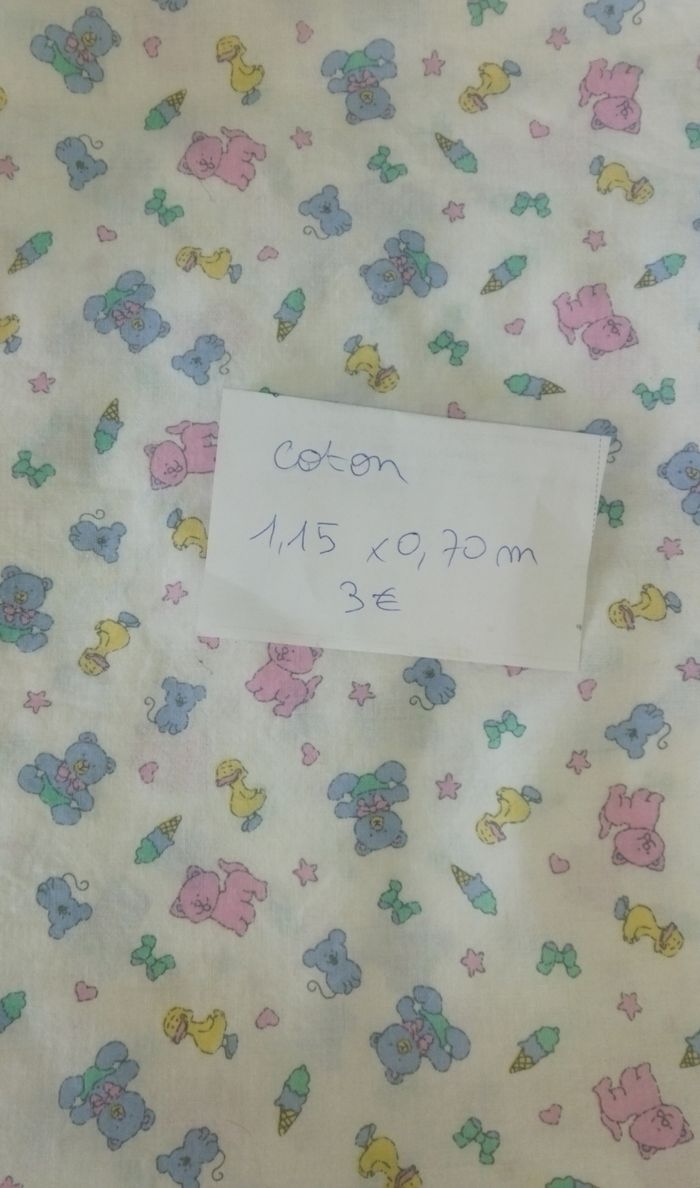 coton
1,15 x 0,70 m
3 €